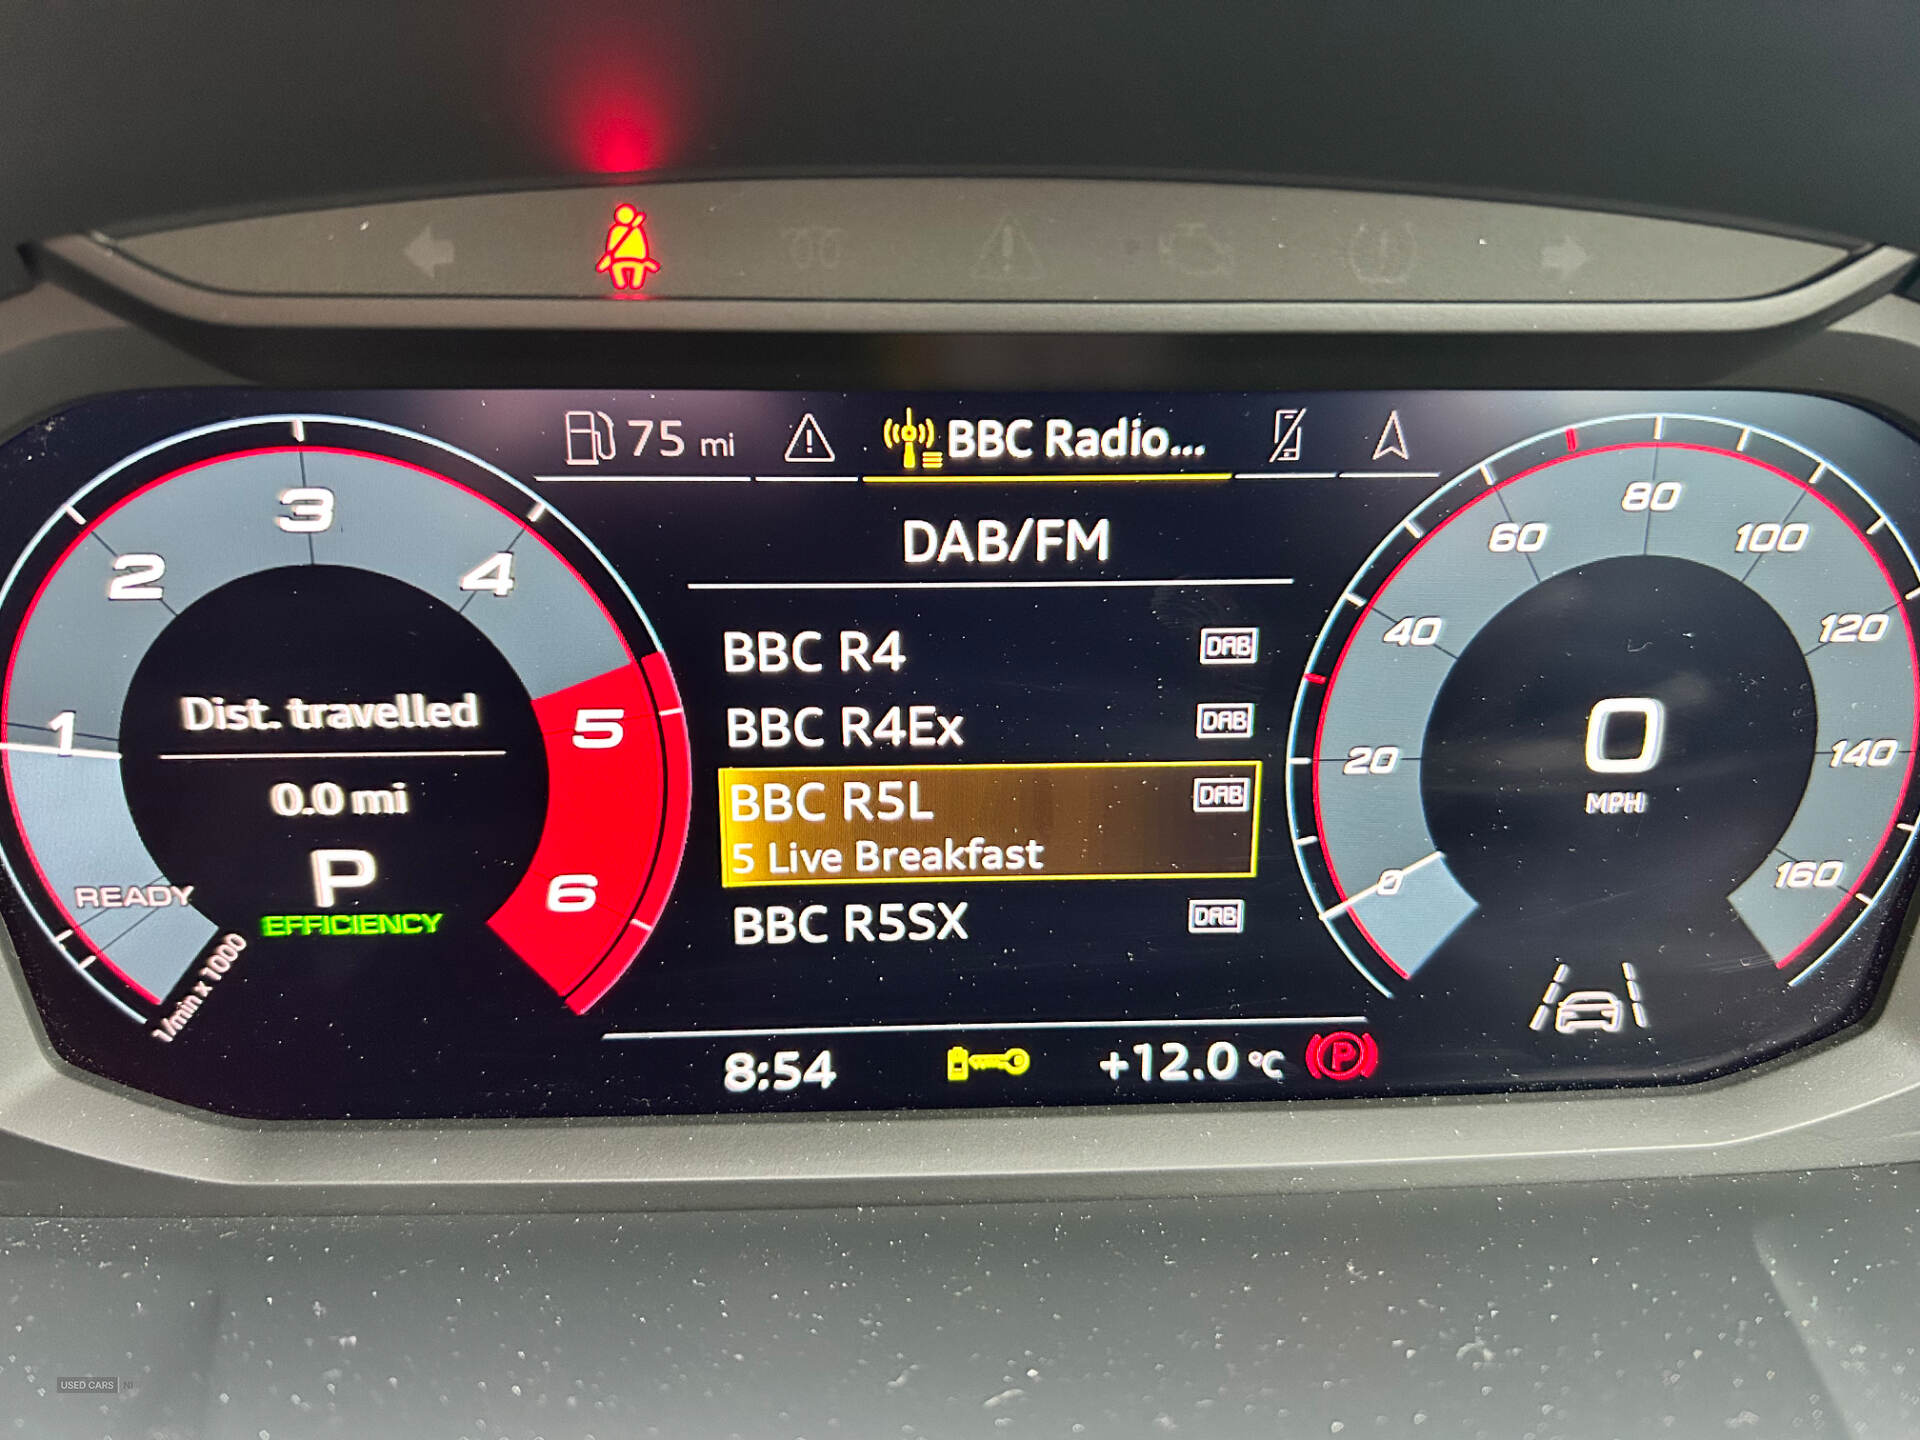 75 mi
BBC Radio...
DAB/FM
BBC R4 DAB
BBC R4Ex DAB
BBC R5L DAB
5 Live Breakfast
BBC R5SX DAB
8:54
+12.0 °C
P
1
2
3
4
5
6
READY
1/min x 1000
Dist. travelled
0.0 mi
P
EFFICIENCY
0
20
40
60
80
100
120
140
160
0
MPH
USED CARS NI